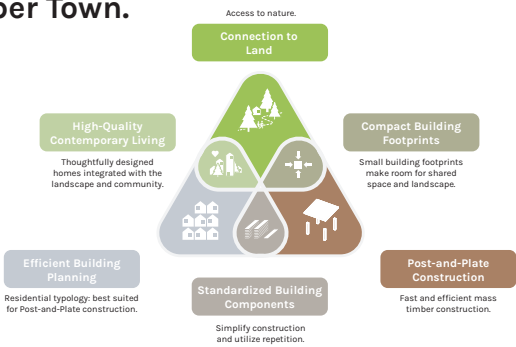 per Town.
Access to nature.
Connection to
Land
High-Quality
Contemporary Living
Thoughtfully designed
homes integrated with the
landscape and community.
Compact Building
Footprints
Small building footprints
make room for shared
space and landscape.
Efficient Building
Planning
Residential typology: best suited
for Post-and-Plate construction.
Standardized Building
Components
Simplify construction
and utilize repetition.
Post-and-Plate
Construction
Fast and efficient mass
timber construction.